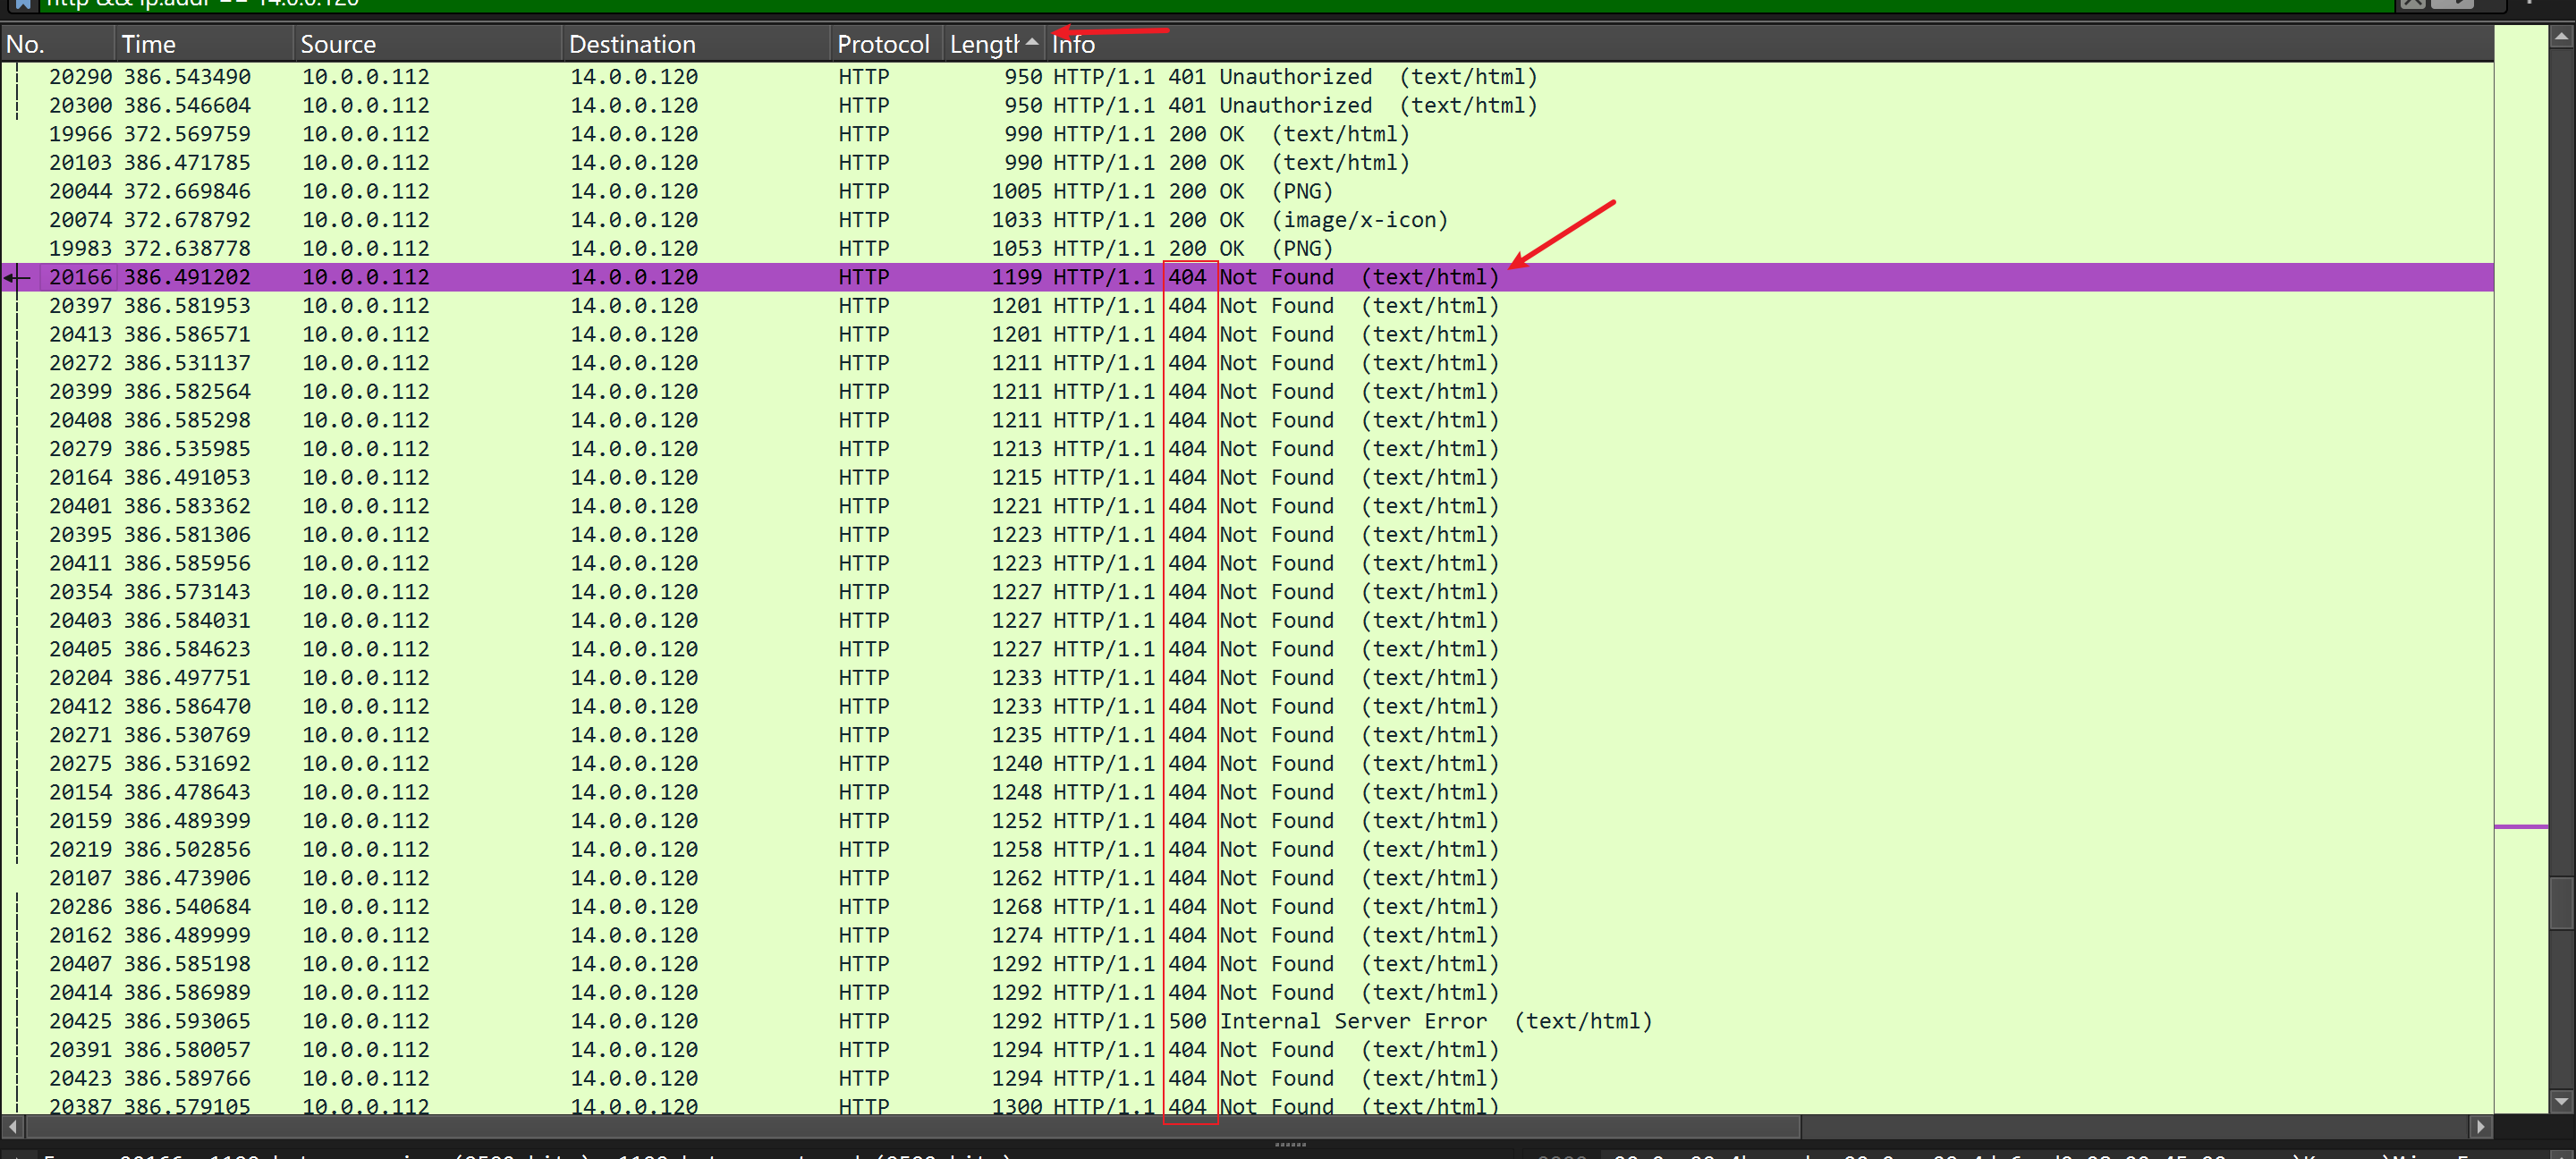 http && ip.addr == 14.0.0.120
No. Time Source Destination Protocol Length Info
20290 386.543490 10.0.0.112 14.0.0.120 HTTP 950 HTTP/1.1 401 Unauthorized (text/html)
20300 386.546604 10.0.0.112 14.0.0.120 HTTP 950 HTTP/1.1 401 Unauthorized (text/html)
19966 372.569759 10.0.0.112 14.0.0.120 HTTP 990 HTTP/1.1 200 OK (text/html)
20103 386.471785 10.0.0.112 14.0.0.120 HTTP 990 HTTP/1.1 200 OK (text/html)
20044 372.669846 10.0.0.112 14.0.0.120 HTTP 1005 HTTP/1.1 200 OK (PNG)
20074 372.678792 10.0.0.112 14.0.0.120 HTTP 1033 HTTP/1.1 200 OK (image/x-icon)
19983 372.638778 10.0.0.112 14.0.0.120 HTTP 1053 HTTP/1.1 200 OK (PNG)
20166 386.491202 10.0.0.112 14.0.0.120 HTTP 1199 HTTP/1.1 404 Not Found (text/html)
20397 386.581953 10.0.0.112 14.0.0.120 HTTP 1201 HTTP/1.1 404 Not Found (text/html)
20413 386.586571 10.0.0.112 14.0.0.120 HTTP 1201 HTTP/1.1 404 Not Found (text/html)
20272 386.531137 10.0.0.112 14.0.0.120 HTTP 1211 HTTP/1.1 404 Not Found (text/html)
20399 386.582564 10.0.0.112 14.0.0.120 HTTP 1211 HTTP/1.1 404 Not Found (text/html)
20408 386.585298 10.0.0.112 14.0.0.120 HTTP 1211 HTTP/1.1 404 Not Found (text/html)
20279 386.535985 10.0.0.112 14.0.0.120 HTTP 1213 HTTP/1.1 404 Not Found (text/html)
20164 386.491053 10.0.0.112 14.0.0.120 HTTP 1215 HTTP/1.1 404 Not Found (text/html)
20401 386.583362 10.0.0.112 14.0.0.120 HTTP 1221 HTTP/1.1 404 Not Found (text/html)
20395 386.581306 10.0.0.112 14.0.0.120 HTTP 1223 HTTP/1.1 404 Not Found (text/html)
20411 386.585956 10.0.0.112 14.0.0.120 HTTP 1223 HTTP/1.1 404 Not Found (text/html)
20354 386.573143 10.0.0.112 14.0.0.120 HTTP 1227 HTTP/1.1 404 Not Found (text/html)
20403 386.584031 10.0.0.112 14.0.0.120 HTTP 1227 HTTP/1.1 404 Not Found (text/html)
20405 386.584623 10.0.0.112 14.0.0.120 HTTP 1227 HTTP/1.1 404 Not Found (text/html)
20204 386.497751 10.0.0.112 14.0.0.120 HTTP 1233 HTTP/1.1 404 Not Found (text/html)
20412 386.586470 10.0.0.112 14.0.0.120 HTTP 1233 HTTP/1.1 404 Not Found (text/html)
20271 386.530769 10.0.0.112 14.0.0.120 HTTP 1235 HTTP/1.1 404 Not Found (text/html)
20275 386.531692 10.0.0.112 14.0.0.120 HTTP 1240 HTTP/1.1 404 Not Found (text/html)
20154 386.478643 10.0.0.112 14.0.0.120 HTTP 1248 HTTP/1.1 404 Not Found (text/html)
20159 386.489399 10.0.0.112 14.0.0.120 HTTP 1252 HTTP/1.1 404 Not Found (text/html)
20219 386.502856 10.0.0.112 14.0.0.120 HTTP 1258 HTTP/1.1 404 Not Found (text/html)
20107 386.473906 10.0.0.112 14.0.0.120 HTTP 1262 HTTP/1.1 404 Not Found (text/html)
20286 386.540684 10.0.0.112 14.0.0.120 HTTP 1268 HTTP/1.1 404 Not Found (text/html)
20162 386.489999 10.0.0.112 14.0.0.120 HTTP 1274 HTTP/1.1 404 Not Found (text/html)
20407 386.585198 10.0.0.112 14.0.0.120 HTTP 1292 HTTP/1.1 404 Not Found (text/html)
20414 386.586989 10.0.0.112 14.0.0.120 HTTP 1292 HTTP/1.1 404 Not Found (text/html)
20425 386.593065 10.0.0.112 14.0.0.120 HTTP 1292 HTTP/1.1 500 Internal Server Error (text/html)
20391 386.580057 10.0.0.112 14.0.0.120 HTTP 1294 HTTP/1.1 404 Not Found (text/html)
20423 386.589766 10.0.0.112 14.0.0.120 HTTP 1294 HTTP/1.1 404 Not Found (text/html)
20387 386.579105 10.0.0.112 14.0.0.120 HTTP 1300 HTTP/1.1 404 Not Found (text/html)